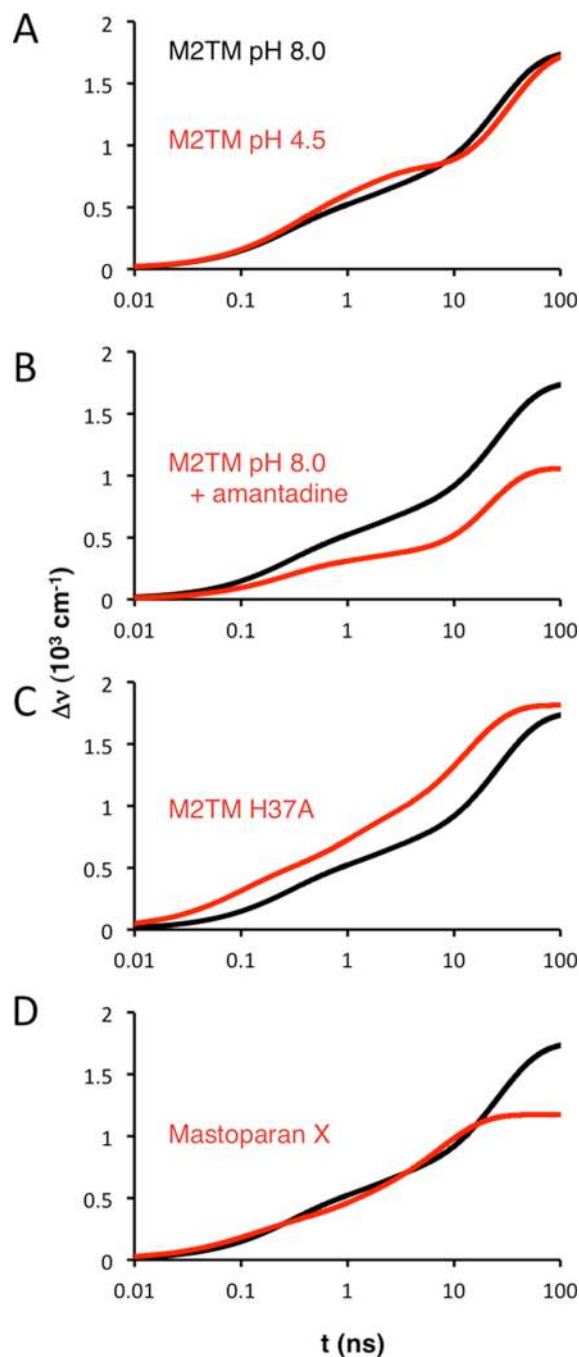 A
2
M2TM pH 8.0
1.5
M2TM pH 4.5
1
0.5
0
0.01 0.1 1 10 100
B
2
1.5
M2TM pH 8.0
+ amantadine
1
0.5
0
0.01 0.1 1 10 100
Δν (10³ cm⁻¹)
C
2
1.5
M2TM H37A
1
0.5
0
0.01 0.1 1 10 100
D
2
1.5
Mastoparan X
1
0.5
0
0.01 0.1 1 10 100
t (ns)